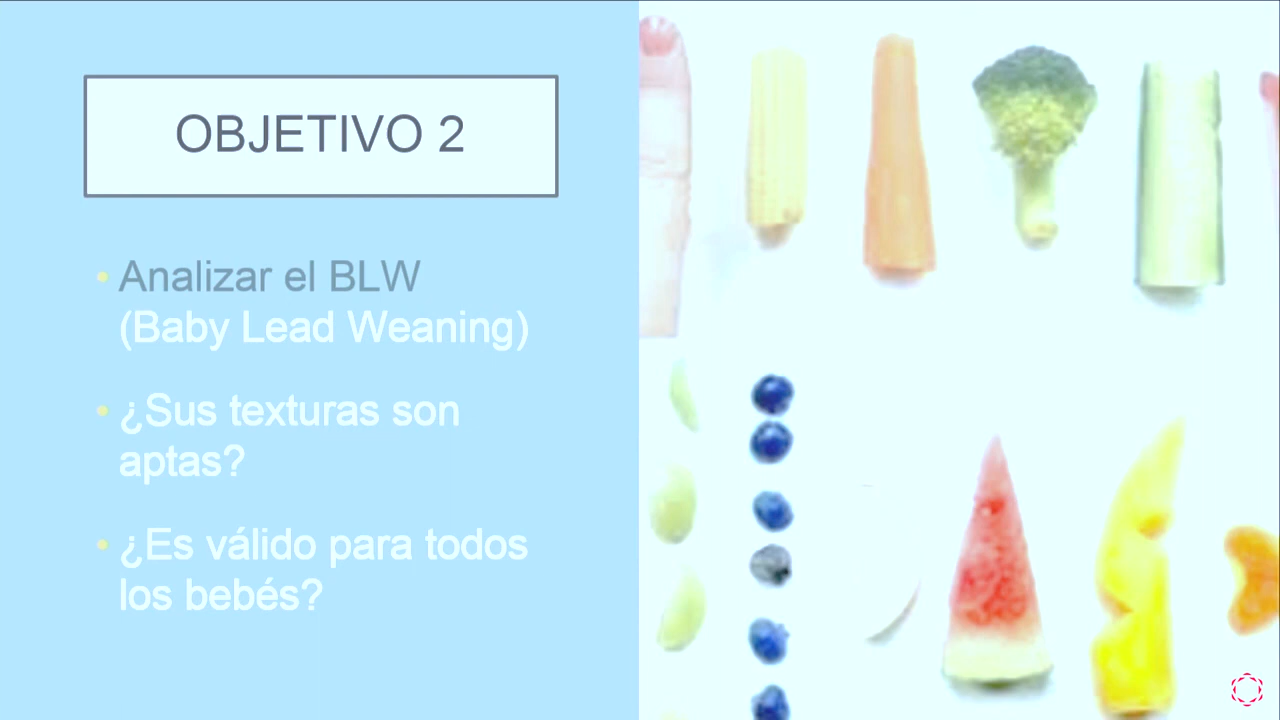 OBJETIVO 2
• Analizar el BLW
(Baby Lead Weaning)
• ¿Sus texturas son
aptas?
• ¿Es válido para todos
los bebés?